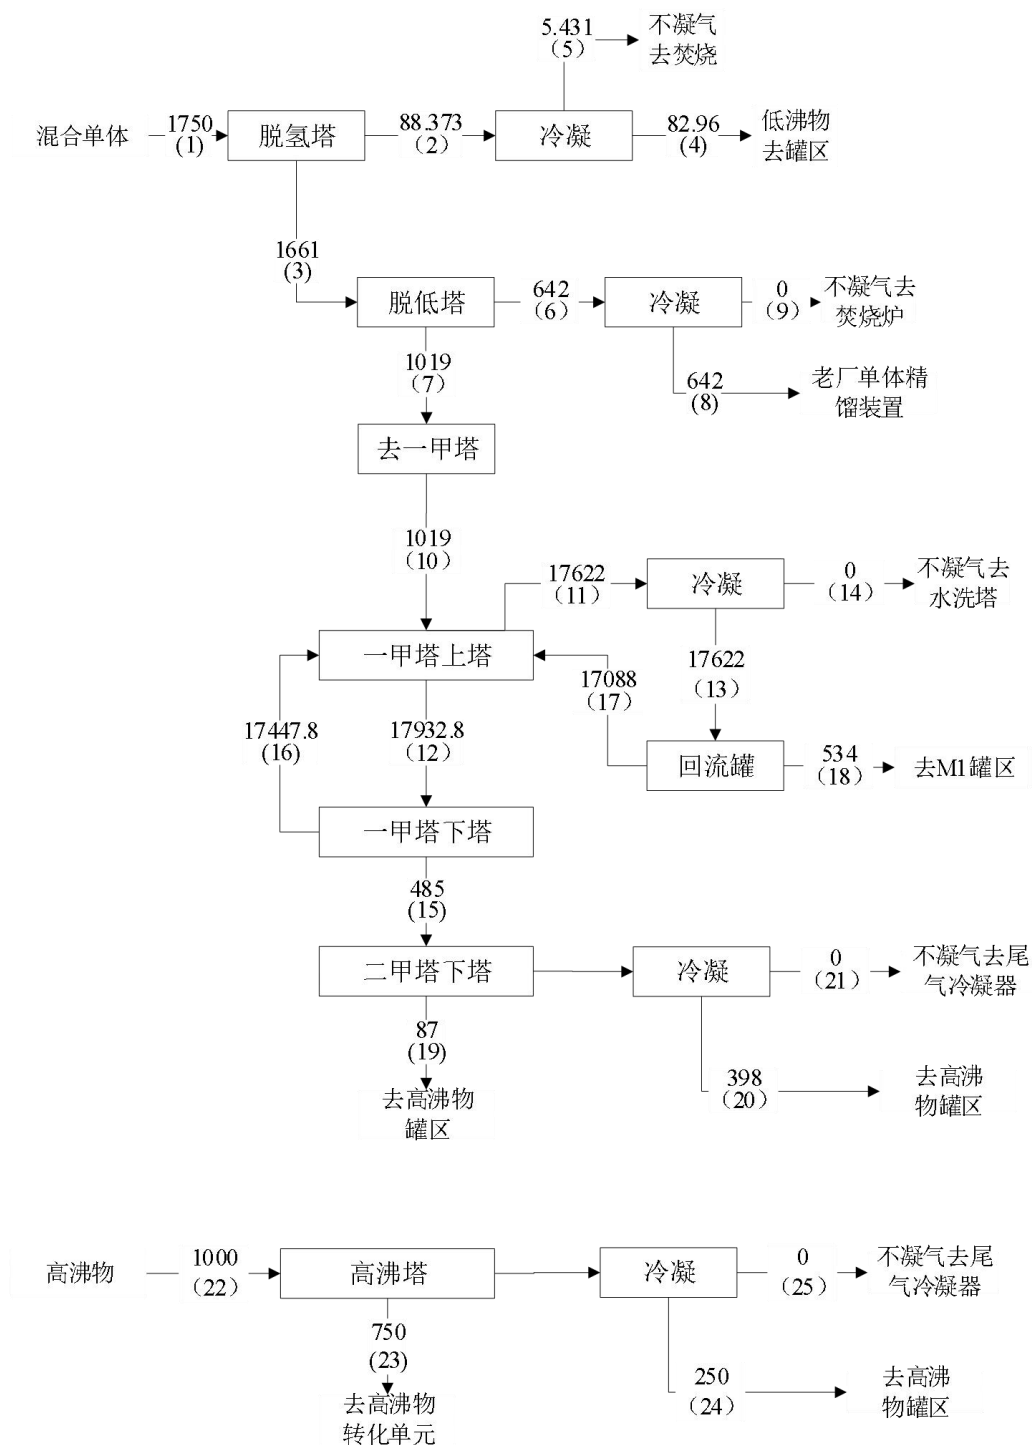 5.431
(5)
不凝气
去焚烧
混合单体
1750
(1)
脱氢塔
88.373
(2)
冷凝
82.96
(4)
低沸物
去罐区
1661
(3)
脱低塔
642
(6)
冷凝
0
(9)
不凝气去
焚烧炉
1019
(7)
642
(8)
老厂单体精
馏装置
去一甲塔
1019
(10)
17622
(11)
冷凝
0
(14)
不凝气去
水洗塔
一甲塔上塔
17088
(17)
17622
(13)
17447.8
(16)
17932.8
(12)
回流罐
534
(18)
去M1罐区
一甲塔下塔
485
(15)
二甲塔下塔
冷凝
0
(21)
不凝气去尾
气冷凝器
87
(19)
去高沸物
罐区
398
(20)
去高沸
物罐区
高沸物
1000
(22)
高沸塔
冷凝
0
(25)
不凝气去尾
气冷凝器
750
(23)
去高沸物
转化单元
250
(24)
去高沸
物罐区